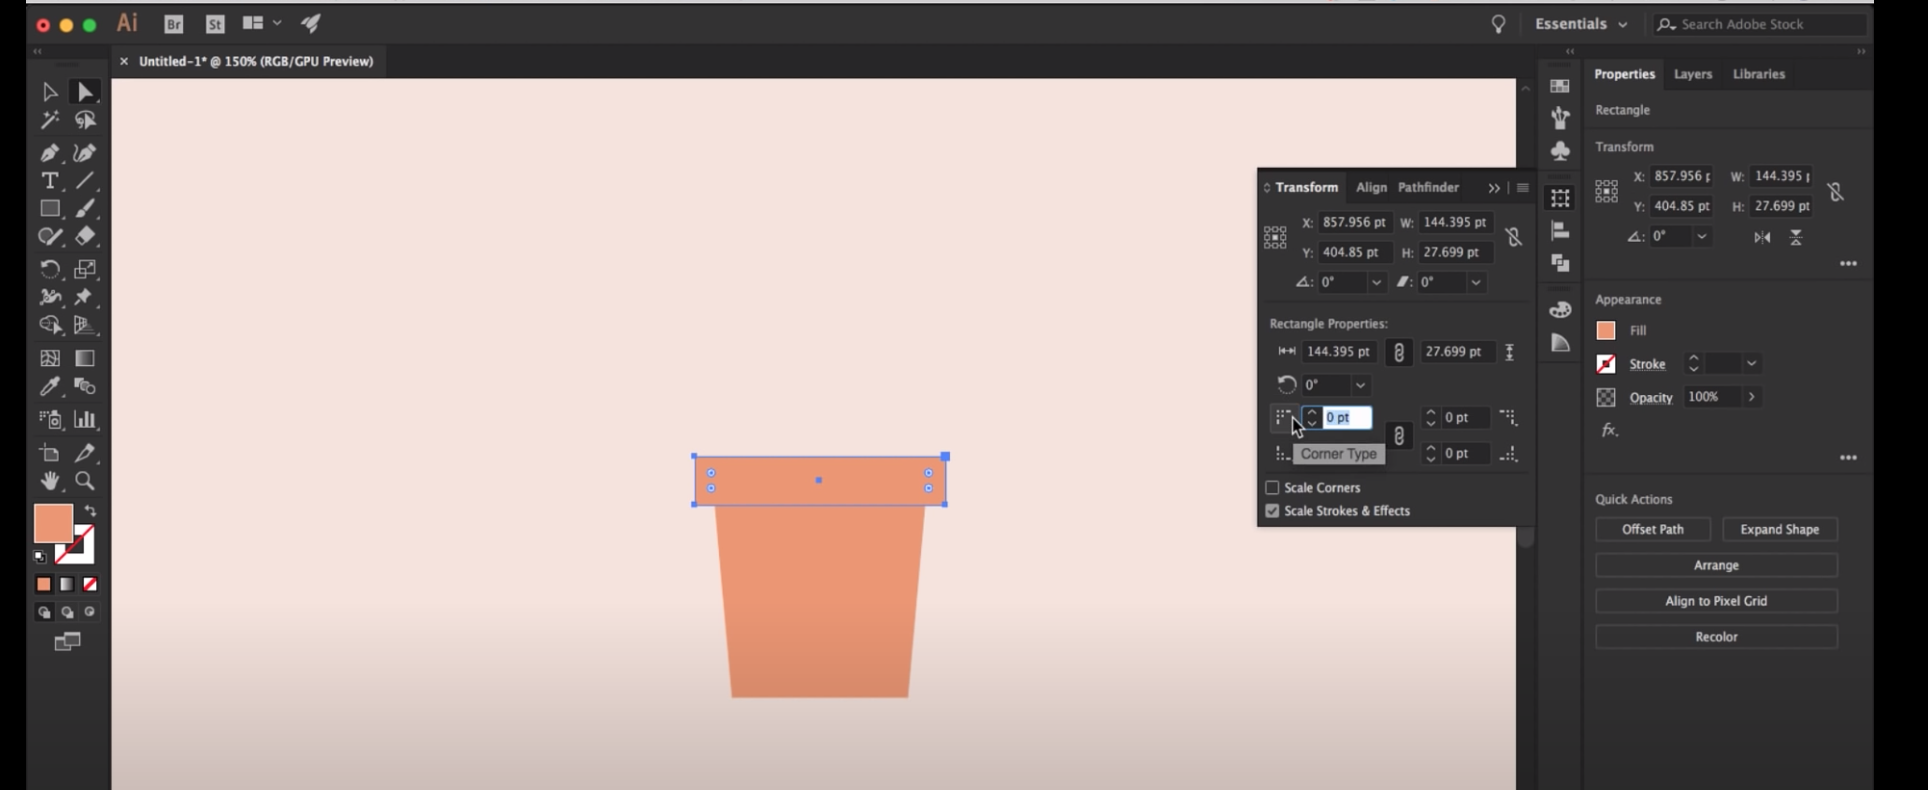 Ai Br St Essentials Search Adobe Stock
× Untitled-1* @ 150% (RGB/GPU Preview)
Properties Layers Libraries
Rectangle
Transform
X: 857.956 p W: 144.395 p
Y: 404.85 pt H: 27.699 pt
0°
Appearance
Fill
Stroke
Opacity 100%
fx.
Quick Actions
Offset Path Expand Shape
Arrange
Align to Pixel Grid
Recolor
Transform Align Pathfinder
X: 857.956 pt W: 144.395 pt
Y: 404.85 pt H: 27.699 pt
0° 0°
Rectangle Properties:
144.395 pt 27.699 pt
0°
0 pt 0 pt
Corner Type 0 pt
Scale Corners
Scale Strokes & Effects